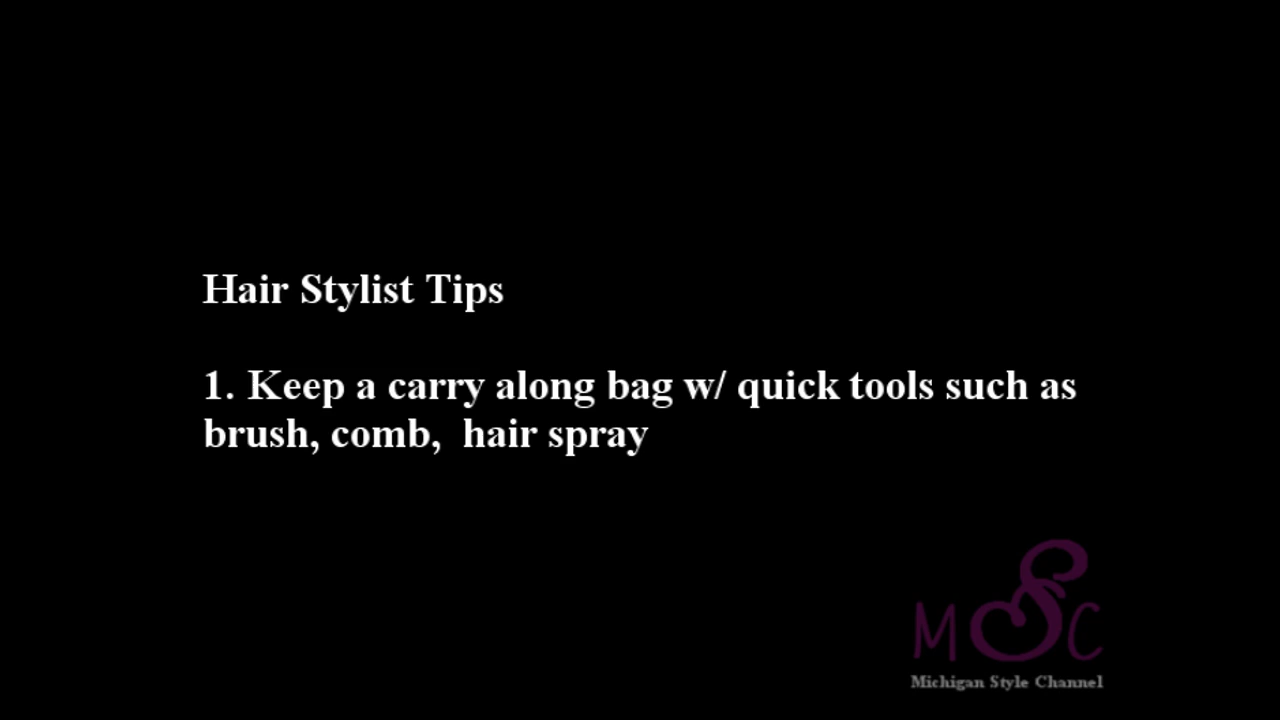 Hair Stylist Tips
1. Keep a carry along bag w/ quick tools such as
brush, comb,  hair spray
MSC
Michigan Style Channel